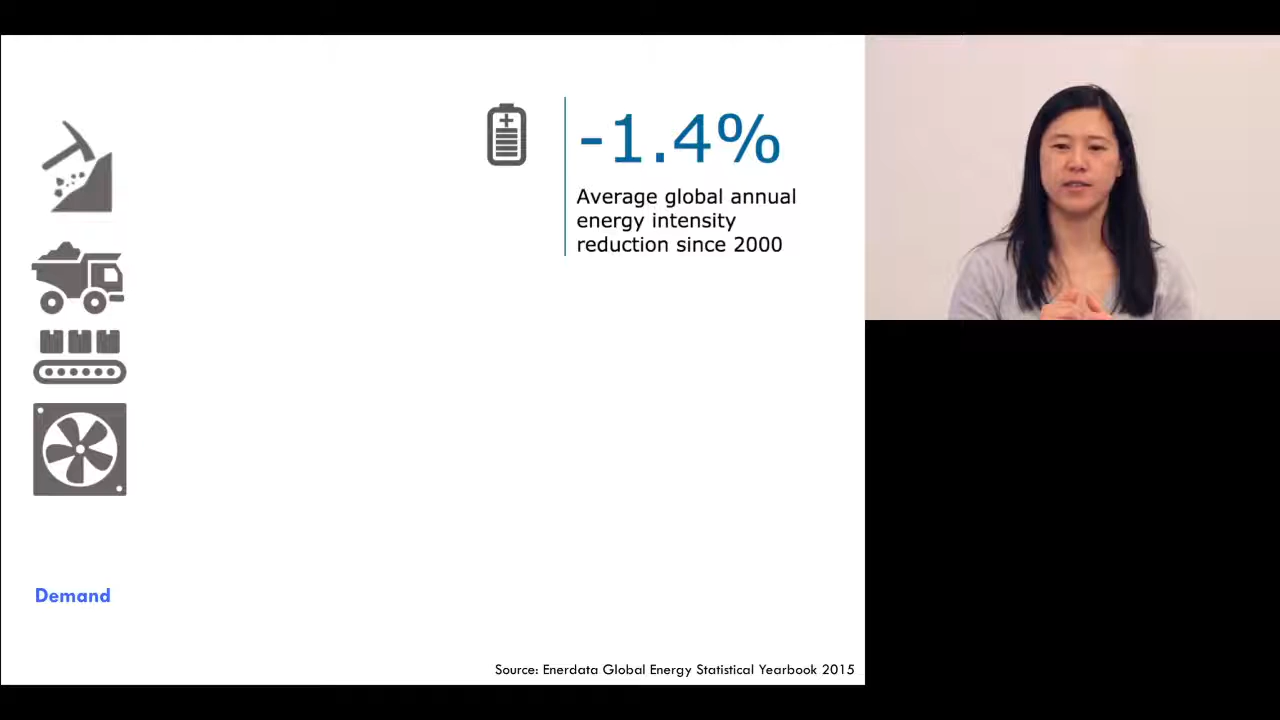 -1.4%
Average global annual
energy intensity
reduction since 2000
Demand
Source: Enerdata Global Energy Statistical Yearbook 2015